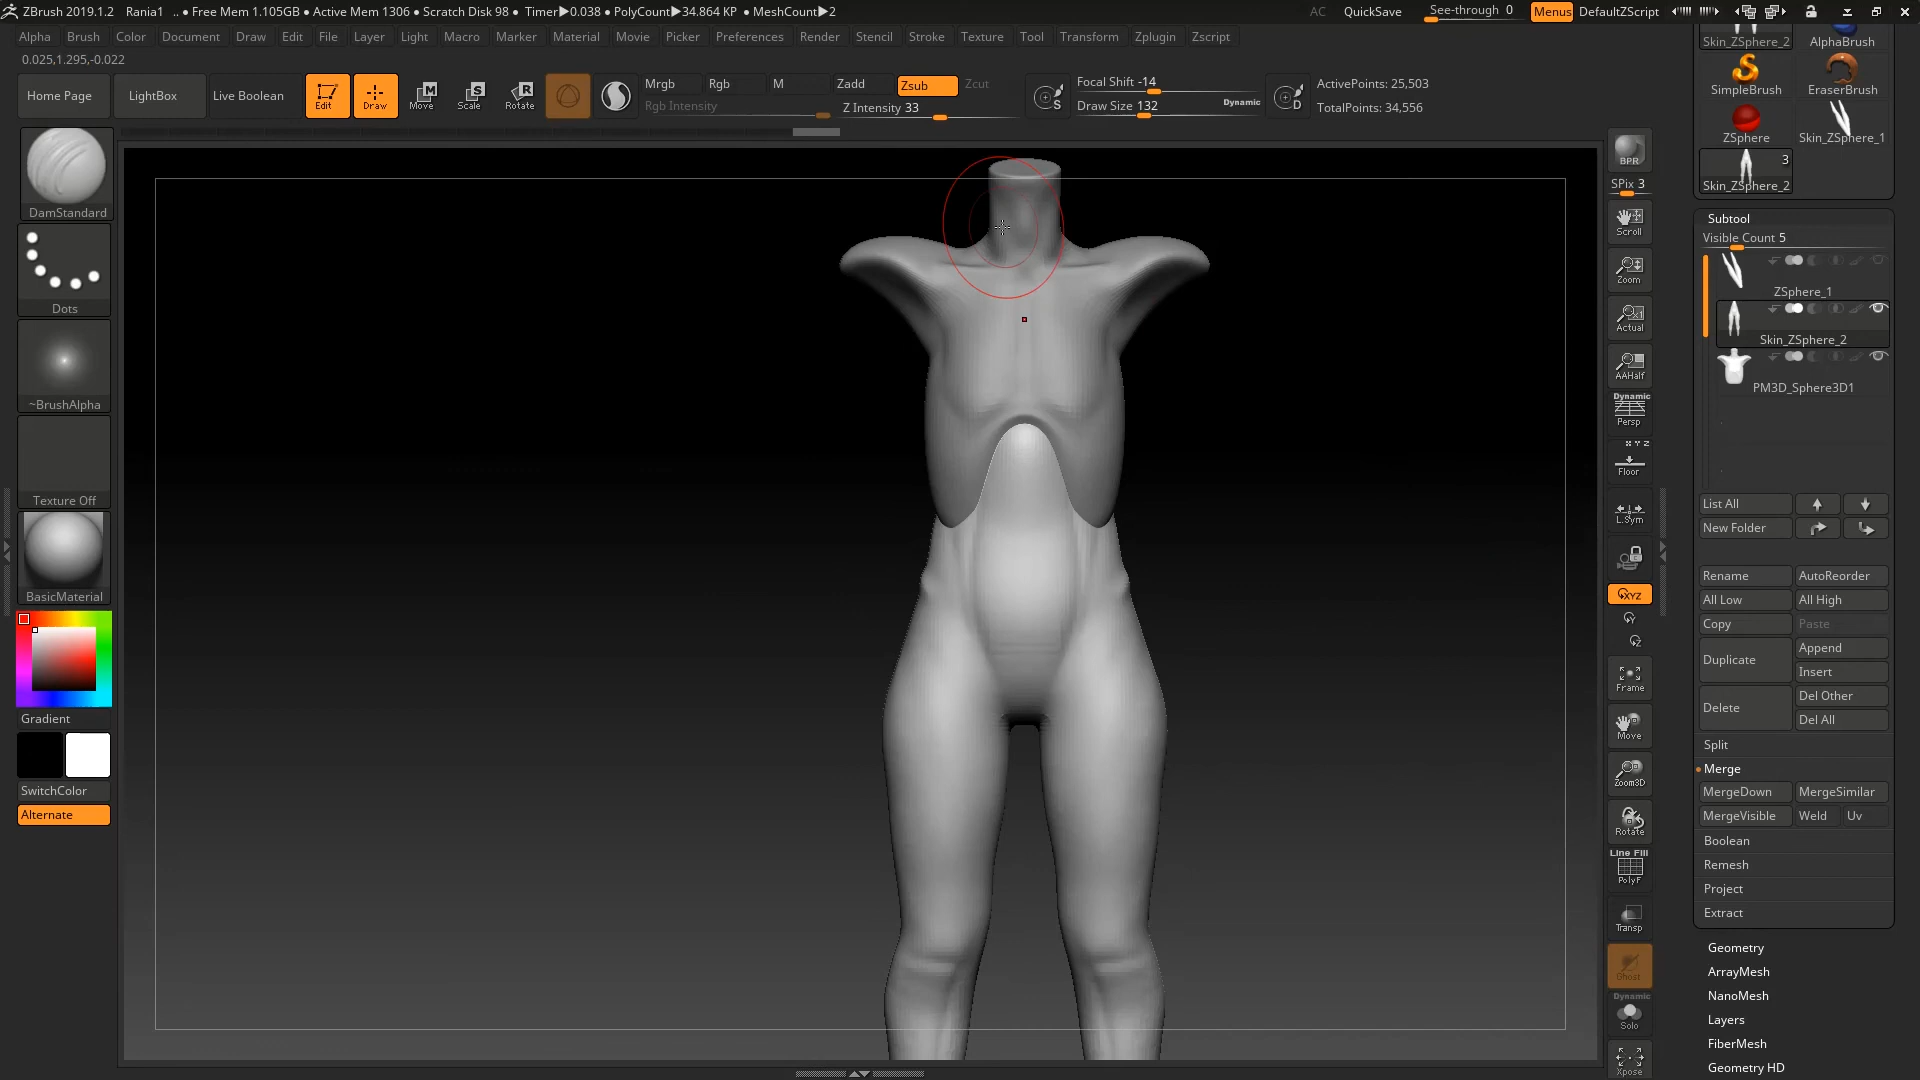 ZBrush 2019.1.2 Rania1 .. ● Free Mem 1.105GB ● Active Mem 1306 ● Scratch Disk 98 ● Timer▶0.038 ● PolyCount▶34.864 KP ● MeshCount▶2 AC QuickSave See-through 0 Menus DefaultZScript
Alpha Brush Color Document Draw Edit File Layer Light Macro Marker Material Movie Picker Preferences Render Stencil Stroke Texture Tool Transform Zplugin Zscript
0.025,1.295,-0.022
Home Page LightBox Live Boolean Edit Draw Move Scale Rotate
Mrgb Rgb M Zadd Zsub Zcut
Rgb Intensity Z Intensity 33
Focal Shift -14
Draw Size 132 Dynamic
ActivePoints: 25,503
TotalPoints: 34,556
DamStandard
Dots
~BrushAlpha
Texture Off
BasicMaterial
Gradient
SwitchColor
Alternate
BPR
SPix 3
Scroll
Zoom
Actual
AAHalf
Dynamic
Persp
X Y Z
Floor
L.Sym
XYZ
Y
Z
Frame
Move
Zoom3D
Rotate
Line Fill
PolyF
Transp
Ghost
Dynamic
Solo
Xpose
Skin_ZSphere_2 AlphaBrush
SimpleBrush EraserBrush
ZSphere Skin_ZSphere_1
3
Skin_ZSphere_2
Subtool
Visible Count 5
ZSphere_1
Skin_ZSphere_2
PM3D_Sphere3D1
List All
New Folder
Rename AutoReorder
All Low All High
Copy Paste
Duplicate Append
Insert
Delete Del Other
Del All
Split
Merge
MergeDown MergeSimilar
MergeVisible Weld Uv
Boolean
Remesh
Project
Extract
Geometry
ArrayMesh
NanoMesh
Layers
FiberMesh
Geometry HD